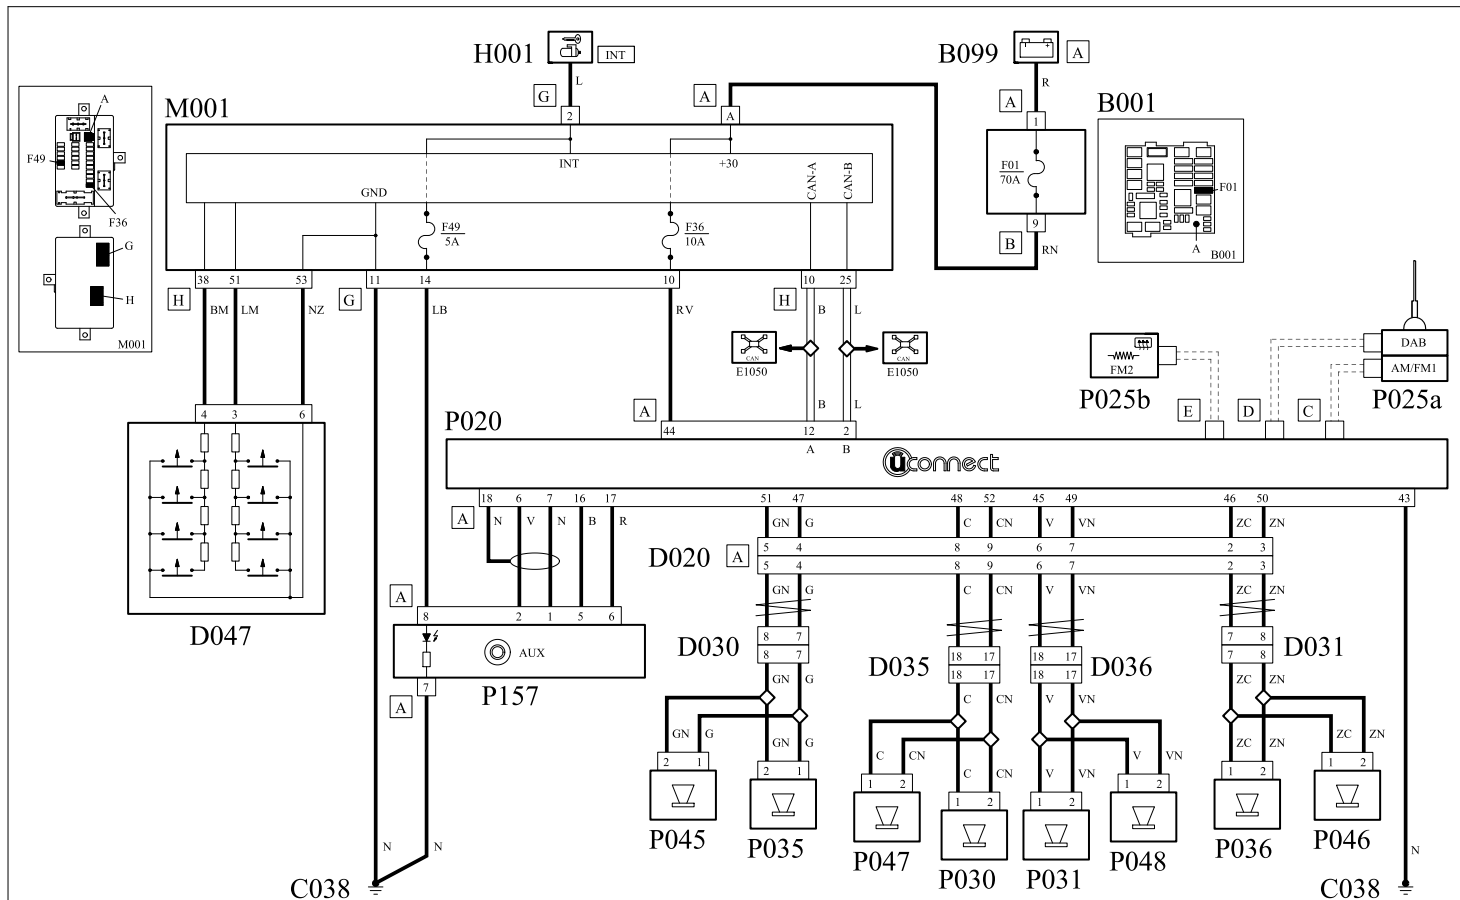 H001 INT B099 A
L R
G A A
M001 2 A 1 B001
A
F49
F36
G
H
M001
INT +30
GND CAN-A CAN-B
F49 5A
F36 10A
F01 70A
9
B RN
F01
A
B001
38 51 53 11 14 10 10 25
H G H
BM LM NZ LB RV B L
CAN CAN
E1050 E1050
DAB
FM2 AM/FM1
P025b P025a
E D C
B L
A
44 12 2
P020 A B
4 3 6
uconnect
D047
18 6 7 16 17 51 47 48 52 45 49 46 50 43
A
N V N B R
GN G C CN V VN ZC ZN
D020 A
5 4 8 9 6 7 2 3
5 4 8 9 6 7 2 3
GN G C CN V VN ZC ZN
A
8 2 1 5 6
AUX
7
A
P157
D030 8 7
8 7
D035 18 17
18 17
18 17 D036
18 17
7 8 D031
7 8
GN G C CN V VN ZC ZN
GN G GN G
C CN C CN
V VN V VN
ZC ZN ZC ZN
2 1 2 1 1 2 1 2 1 2 1 2 1 2 1 2
P045 P035 P047 P030 P031 P048 P036 P046
N N N
C038 C038